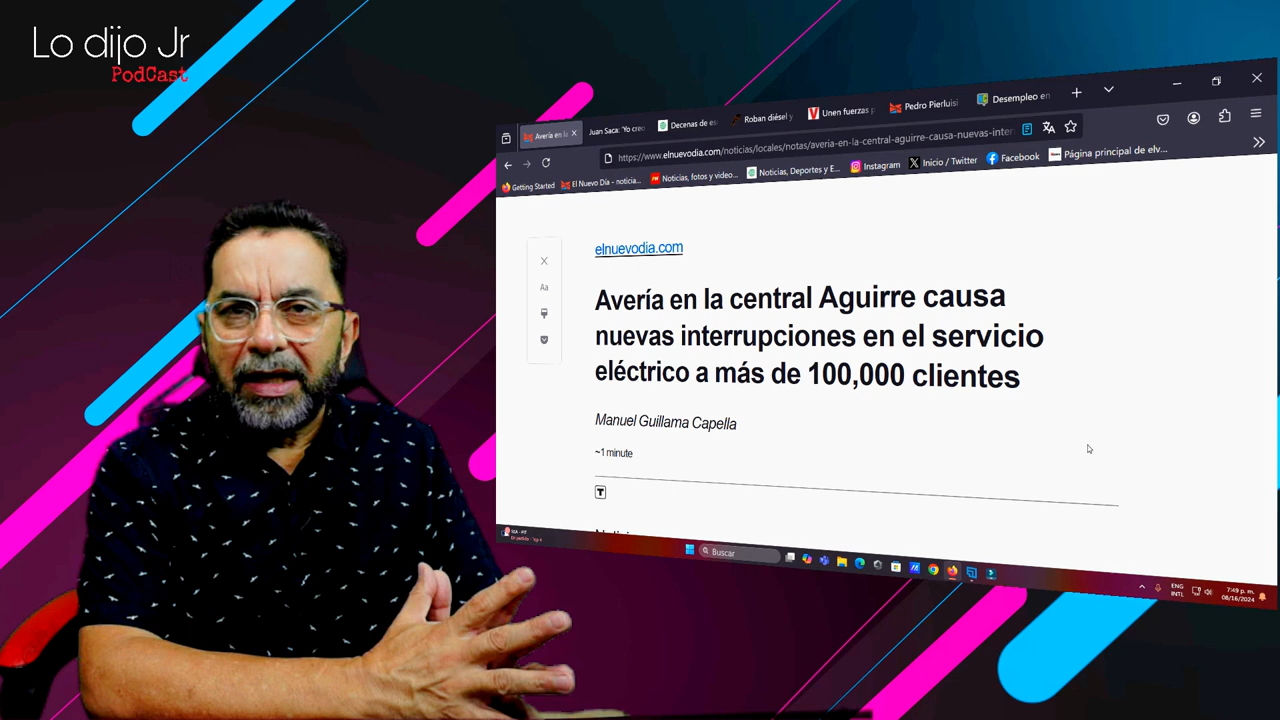 Lo dijo Jr
PodCast
Avería en la
Juan Saca: 'Yo creo
Decenas de es
Roban diésel y
Unen fuerzas p
Pedro Pierluisi
Desempleo en
https://www.elnuevodia.com/noticias/locales/notas/averia-en-la-central-aguirre-causa-nuevas-inter
Getting Started
El Nuevo Día - noticia...
Noticias, fotos y video...
Noticias, Deportes y E...
Instagram
Inicio / Twitter
Facebook
Página principal de elv...
elnuevodia.com
Avería en la central Aguirre causa
nuevas interrupciones en el servicio
eléctrico a más de 100,000 clientes
Manuel Guillama Capella
~1 minute
Aa
T
Buscar
ENG
INTL
7:49 p. m.
08/16/2024